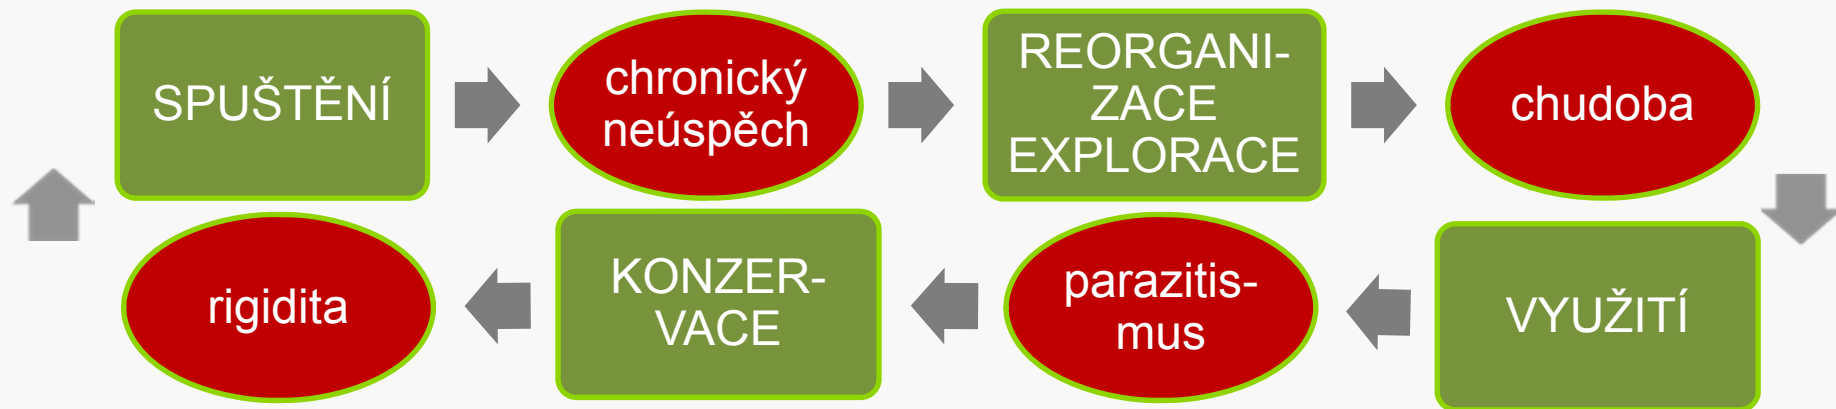 SPUŠTĚNÍ
chronický
neúspěch
REORGANI-
ZACE
EXPLORACE
chudoba
rigidita
KONZER-
VACE
parazitis-
mus
VYUŽITÍ